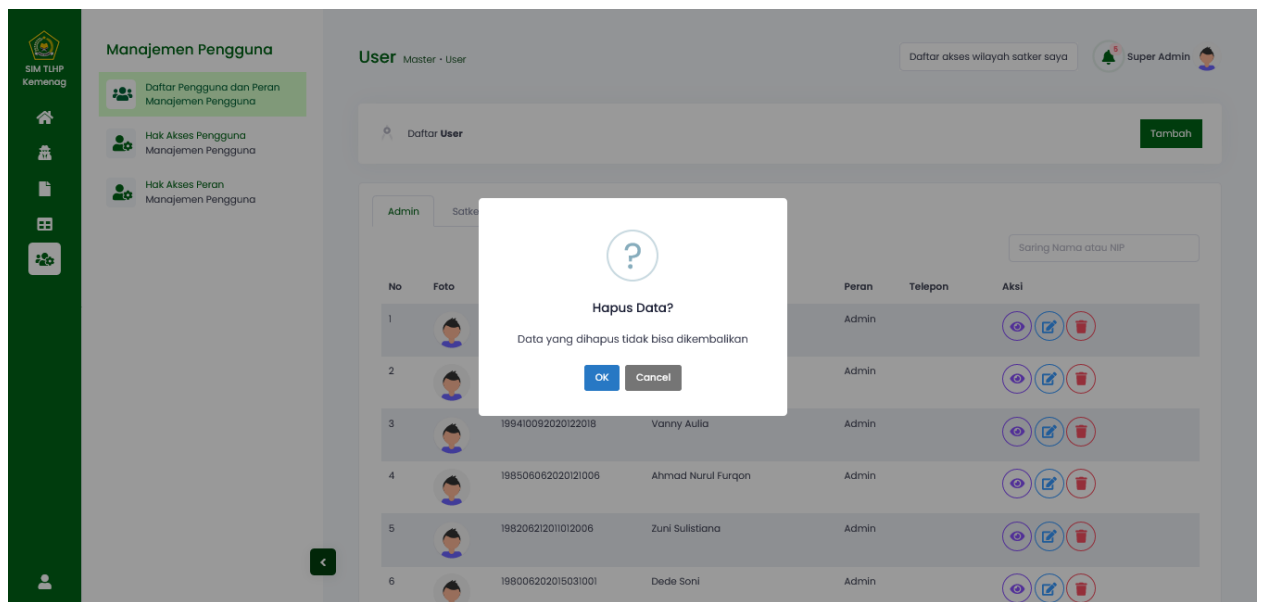 SIM TLHP
Kemenag
Manajemen Pengguna
Daftar Pengguna dan Peran
Manajemen Pengguna
Hak Akses Pengguna
Manajemen Pengguna
Hak Akses Peran
Manajemen Pengguna
User Master - User
Daftar akses wilayah satker saya
5
Super Admin
Daftar User
Tambah
Admin Satke
Saring Nama atau NIP
No Foto Peran Telepon Aksi
1 Admin
2 Admin
3 199410092020122018 Vanny Aulia Admin
4 198506062020121006 Ahmad Nurul Furqon Admin
5 198206212011012006 Zuni Sulistiana Admin
6 198006202015031001 Dede Soni Admin
?
Hapus Data?
Data yang dihapus tidak bisa dikembalikan
OK Cancel